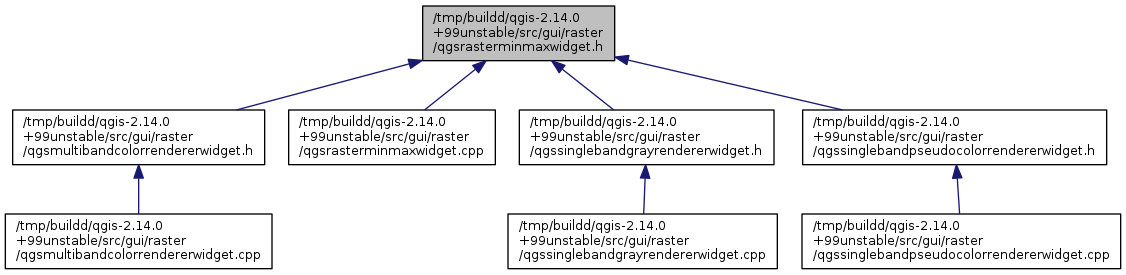 /tmp/buildd/qgis-2.14.0
+99unstable/src/gui/raster
/qgsrasterminmaxwidget.h
/tmp/buildd/qgis-2.14.0
+99unstable/src/gui/raster
/qgsmultibandcolorrendererwidget.h
/tmp/buildd/qgis-2.14.0
+99unstable/src/gui/raster
/qgsrasterminmaxwidget.cpp
/tmp/buildd/qgis-2.14.0
+99unstable/src/gui/raster
/qgssinglebandgrayrendererwidget.h
/tmp/buildd/qgis-2.14.0
+99unstable/src/gui/raster
/qgssinglebandpseudocolorrendererwidget.h
/tmp/buildd/qgis-2.14.0
+99unstable/src/gui/raster
/qgsmultibandcolorrendererwidget.cpp
/tmp/buildd/qgis-2.14.0
+99unstable/src/gui/raster
/qgssinglebandgrayrendererwidget.cpp
/tmp/buildd/qgis-2.14.0
+99unstable/src/gui/raster
/qgssinglebandpseudocolorrendererwidget.cpp